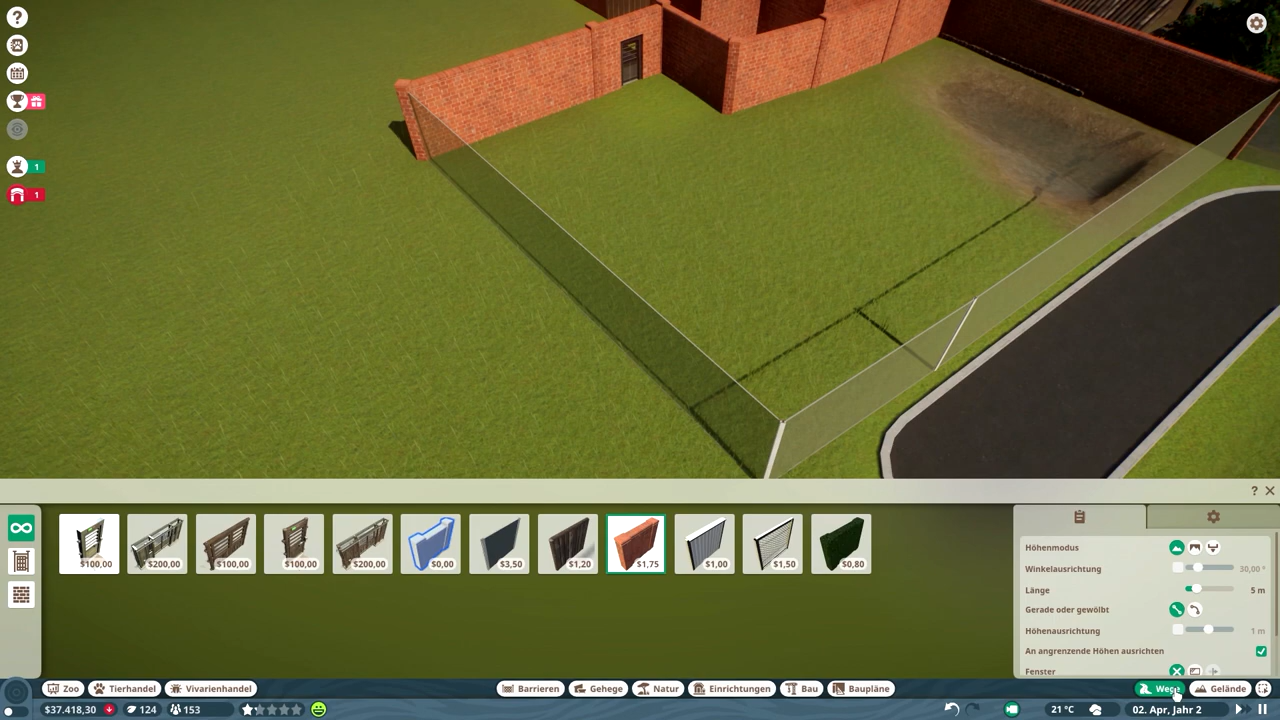 ?
1
1
? ×
$100,00 $200,00 $100,00 $100,00 $200,00 $0,00 $3,50 $1,20 $1,75 $1,00 $1,50 $0,80
Höhenmodus
Winkelausrichtung 30,00 °
Länge 5 m
Gerade oder gewölbt
Höhenausrichtung 1 m
An angrenzende Höhen ausrichten
Fenster
Zoo Tierhandel Vivarienhandel Barrieren Gehege Natur Einrichtungen Bau Baupläne Wege Gelände
$37.418,30 124 153 21 °C 02. Apr, Jahr 2